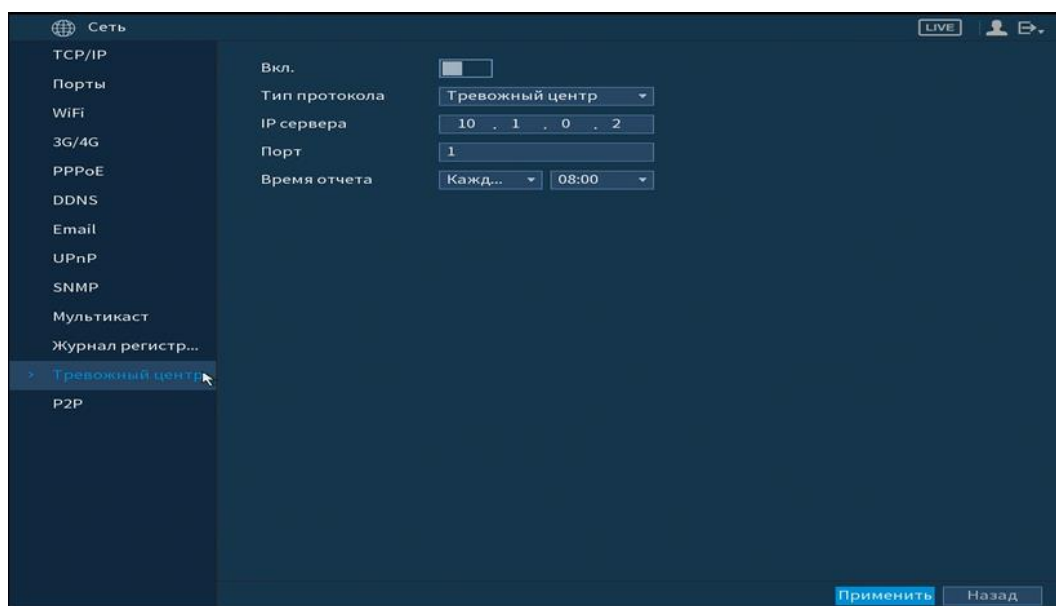 Сеть
LIVE
TCP/IP
Порты
WiFi
3G/4G
PPPoE
DDNS
Email
UPnP
SNMP
Мультикаст
Журнал регистр...
> Тревожный центр
P2P
Вкл.
Тип протокола Тревожный центр
IP сервера 10 . 1 . 0 . 2
Порт 1
Время отчета Кажд... 08:00
Применить Назад